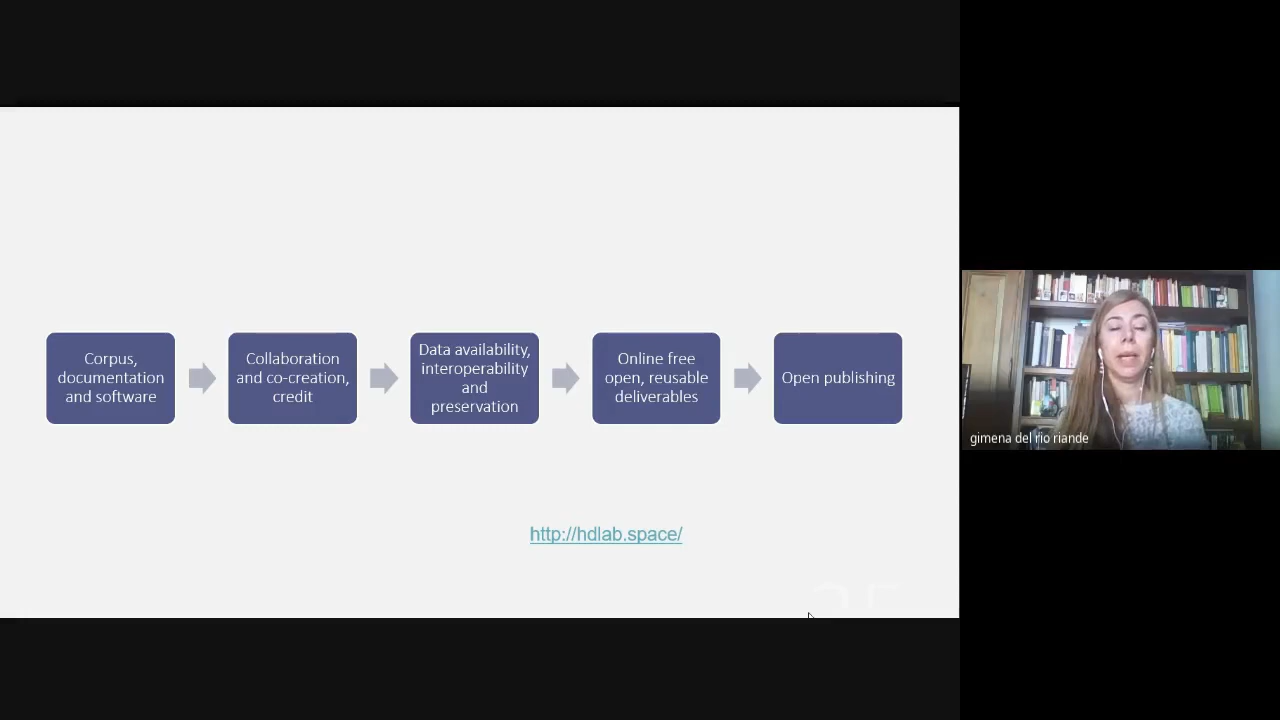 Corpus,
documentation
and software
Collaboration
and co-creation,
credit
Data availability,
interoperability
and
preservation
Online free
open, reusable
deliverables
Open publishing
http://hdlab.space/
gimena del rio riande